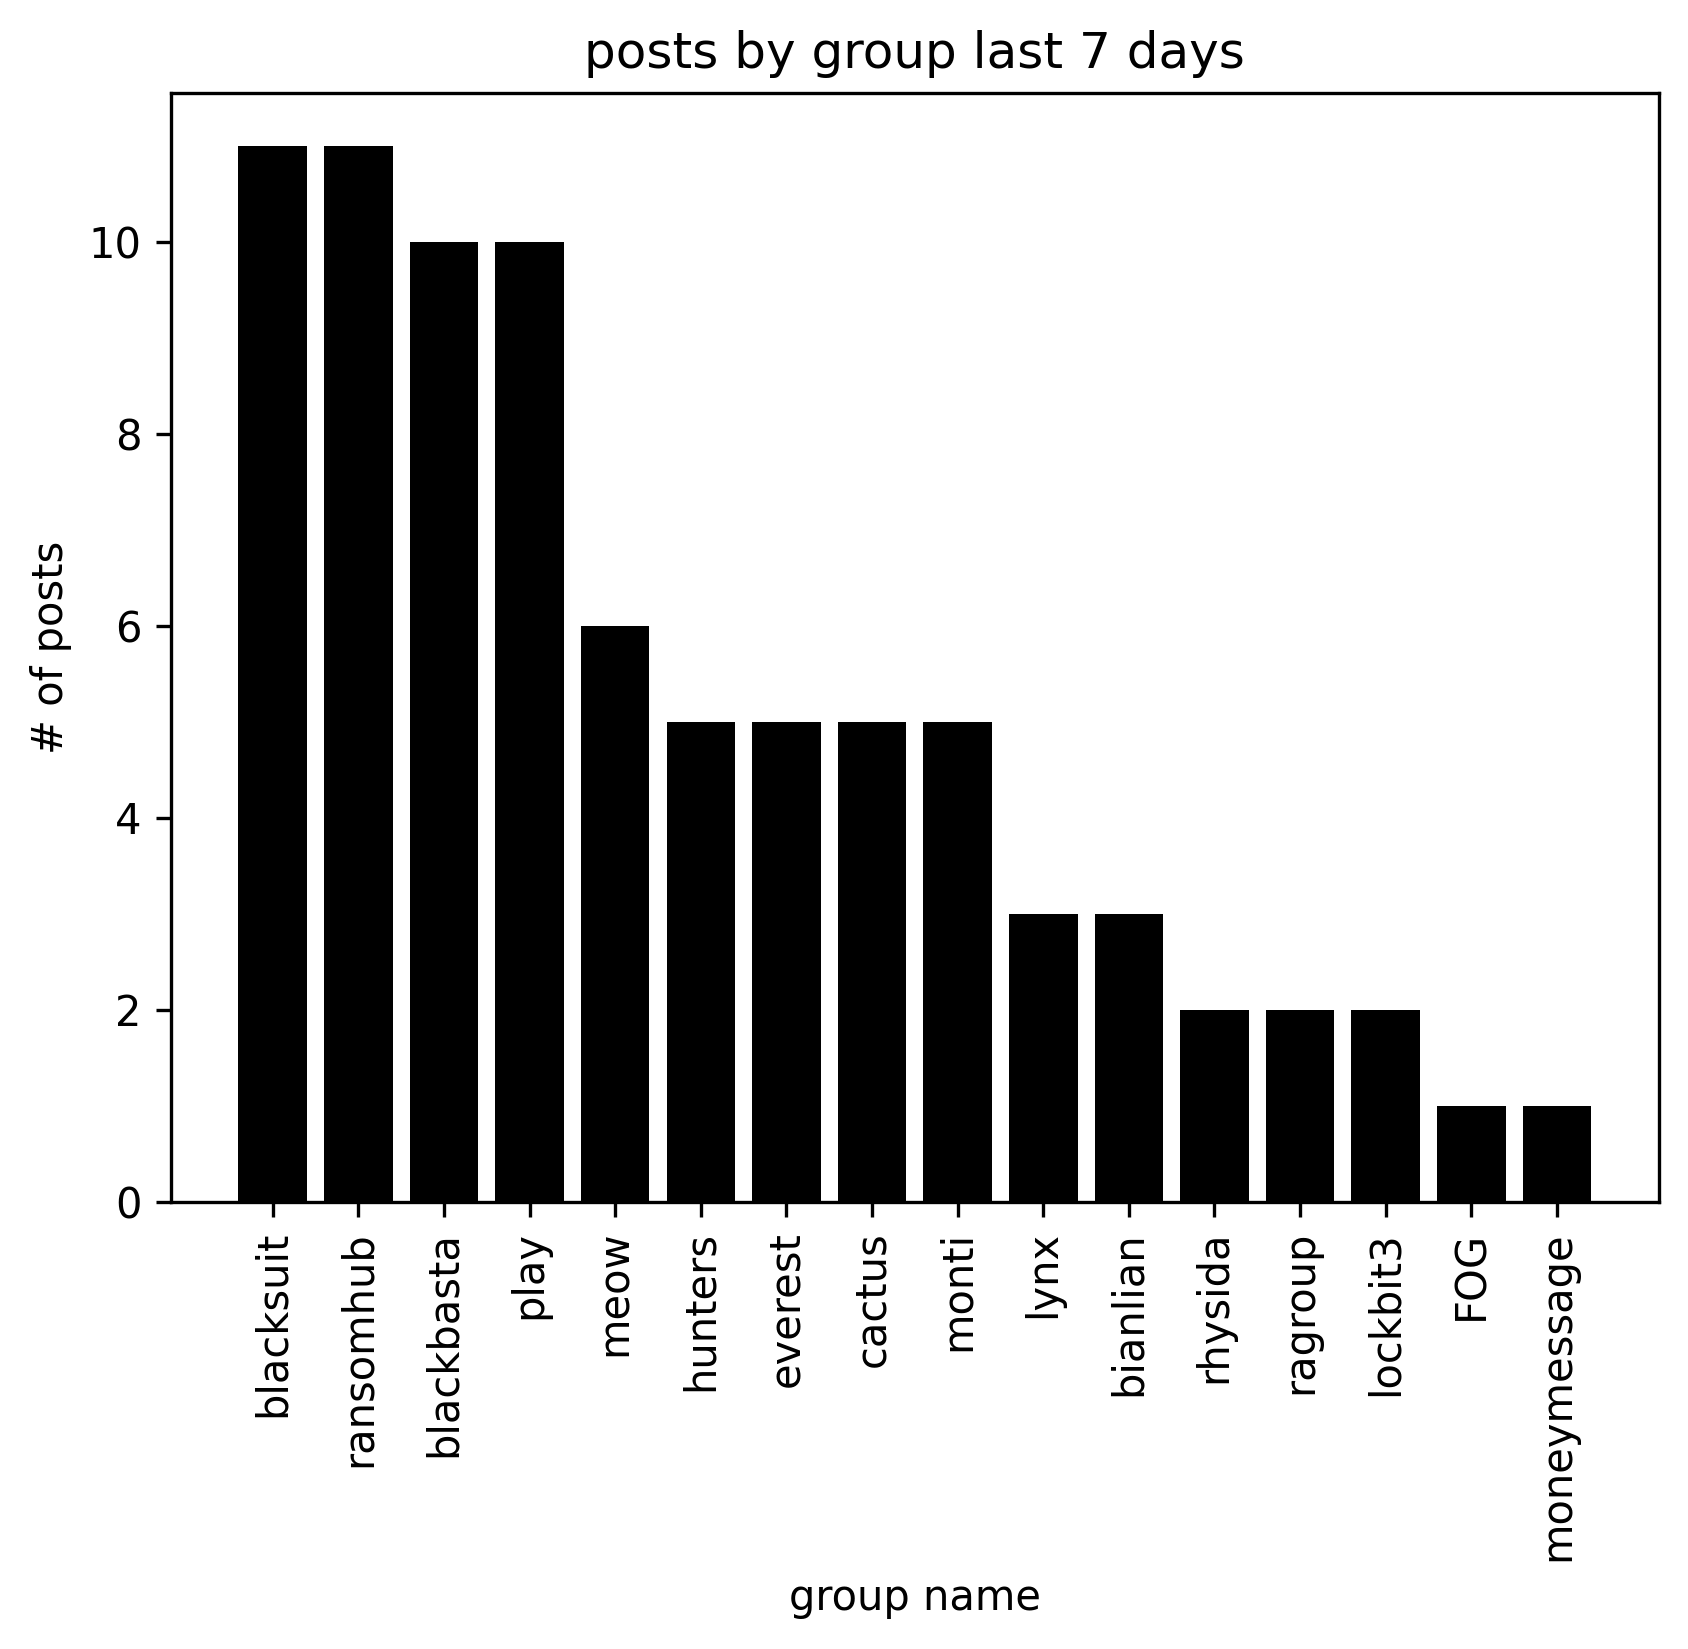 posts by group last 7 days
# of posts
10
8
6
4
2
0
blacksuit
ransomhub
blackbasta
play
meow
hunters
everest
cactus
monti
lynx
bianlian
rhysida
ragroup
lockbit3
FOG
moneymessage
group name